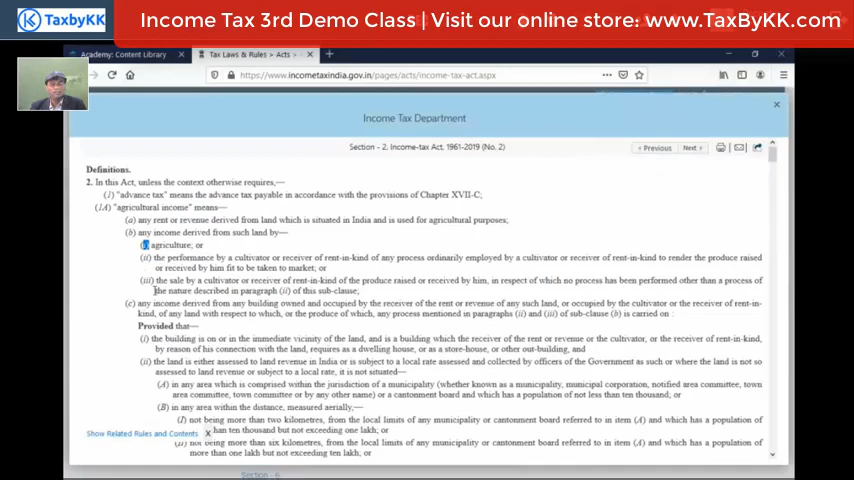 TaxbyKK
Income Tax 3rd Demo Class | Visit our online store: www.TaxByKK.com
Academy: Content Library
Tax Laws & Rules > Acts >
https://www.incometaxindia.gov.in/pages/acts/income-tax-act.aspx
Income Tax Department
Section - 2, Income-tax Act, 1961-2019 (No. 2)
Previous Next
Definitions.
2. In this Act, unless the context otherwise requires,—
(1) "advance tax" means the advance tax payable in accordance with the provisions of Chapter XVII-C;
(1A) "agricultural income" means—
(a) any rent or revenue derived from land which is situated in India and is used for agricultural purposes;
(b) any income derived from such land by—
(i) agriculture; or
(ii) the performance by a cultivator or receiver of rent-in-kind of any process ordinarily employed by a cultivator or receiver of rent-in-kind to render the produce raised
or received by him fit to be taken to market; or
(iii) the sale by a cultivator or receiver of rent-in-kind of the produce raised or received by him, in respect of which no process has been performed other than a process of
the nature described in paragraph (ii) of this sub-clause;
(c) any income derived from any building owned and occupied by the receiver of the rent or revenue of any such land, or occupied by the cultivator or the receiver of rent-in-
kind, of any land with respect to which, or the produce of which, any process mentioned in paragraphs (ii) and (iii) of sub-clause (b) is carried on :
Provided that—
(i) the building is on or in the immediate vicinity of the land, and is a building which the receiver of the rent or revenue or the cultivator, or the receiver of rent-in-kind,
by reason of his connection with the land, requires as a dwelling house, or as a store-house, or other out-building, and
(ii) the land is either assessed to land revenue in India or is subject to a local rate assessed and collected by officers of the Government as such or where the land is not so
assessed to land revenue or subject to a local rate, it is not situated—
(A) in any area which is comprised within the jurisdiction of a municipality (whether known as a municipality, municipal corporation, notified area committee, town
area committee, town committee or by any other name) or a cantonment board and which has a population of not less than ten thousand; or
(B) in any area within the distance, measured aerially,—
(I) not being more than two kilometres, from the local limits of any municipality or cantonment board referred to in item (A) and which has a population of
than ten thousand but not exceeding one lakh; or
Show Related Rules and Contents X
(II) not being more than six kilometres, from the local limits of any municipality or cantonment board referred to in item (A) and which has a population of
more than one lakh but not exceeding ten lakh; or
Section - 6